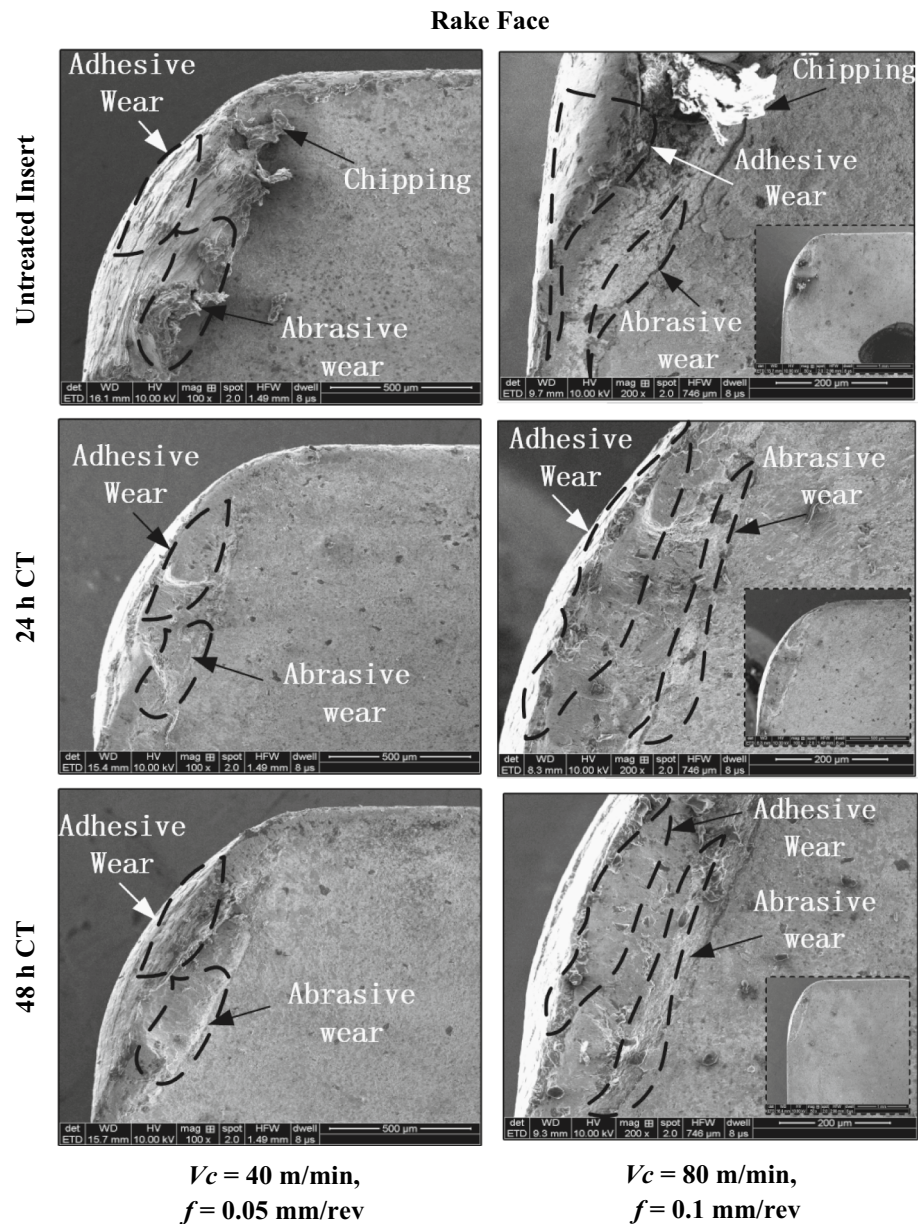 Rake Face
Untreated Insert
Adhesive
Wear
Chipping
Abrasive
wear
det WD HV mag ⊞ spot HFW dwell
ETD 16.1 mm 10.00 kV 100 x 2.0 1.49 mm 8 µs
500 µm
Chipping
Adhesive
Wear
Abrasive
wear
det WD HV mag ⊞ spot HFW dwell
ETD 9.7 mm 10.00 kV 200 x 2.0 746 µm 8 µs
200 µm
24 h CT
Adhesive
Wear
Abrasive
wear
det WD HV mag ⊞ spot HFW dwell
ETD 15.4 mm 10.00 kV 100 x 2.0 1.49 mm 8 µs
500 µm
Adhesive
Wear
Abrasive
wear
det WD HV mag ⊞ spot HFW dwell
ETD 8.3 mm 10.00 kV 200 x 2.0 746 µm 8 µs
200 µm
48 h CT
Adhesive
Wear
Abrasive
wear
det WD HV mag ⊞ spot HFW dwell
ETD 15.7 mm 10.00 kV 100 x 2.0 1.49 mm 8 µs
500 µm
Adhesive
Wear
Abrasive
wear
det WD HV mag ⊞ spot HFW dwell
ETD 9.3 mm 10.00 kV 200 x 2.0 746 µm 8 µs
200 µm
Vc = 40 m/min,
f = 0.05 mm/rev
Vc = 80 m/min,
f = 0.1 mm/rev